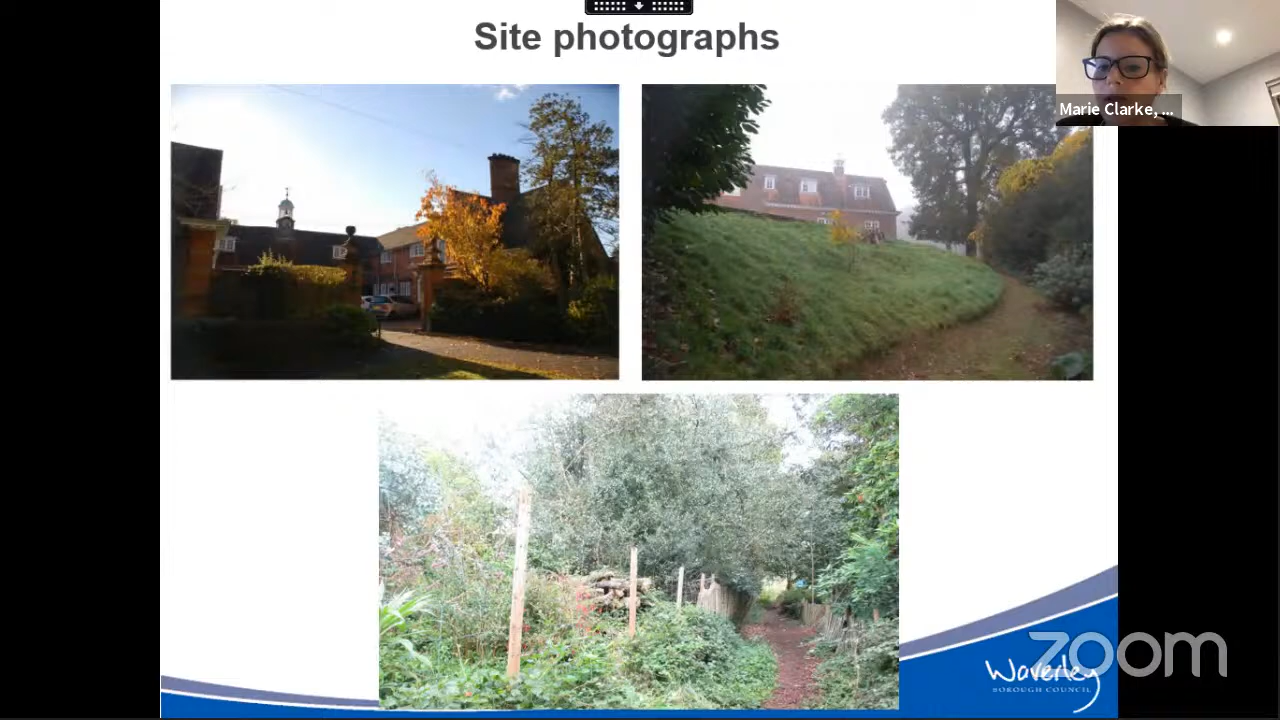 Site photographs
Marie Clarke, ...
zoom
Waverley
BOROUGH COUNCIL